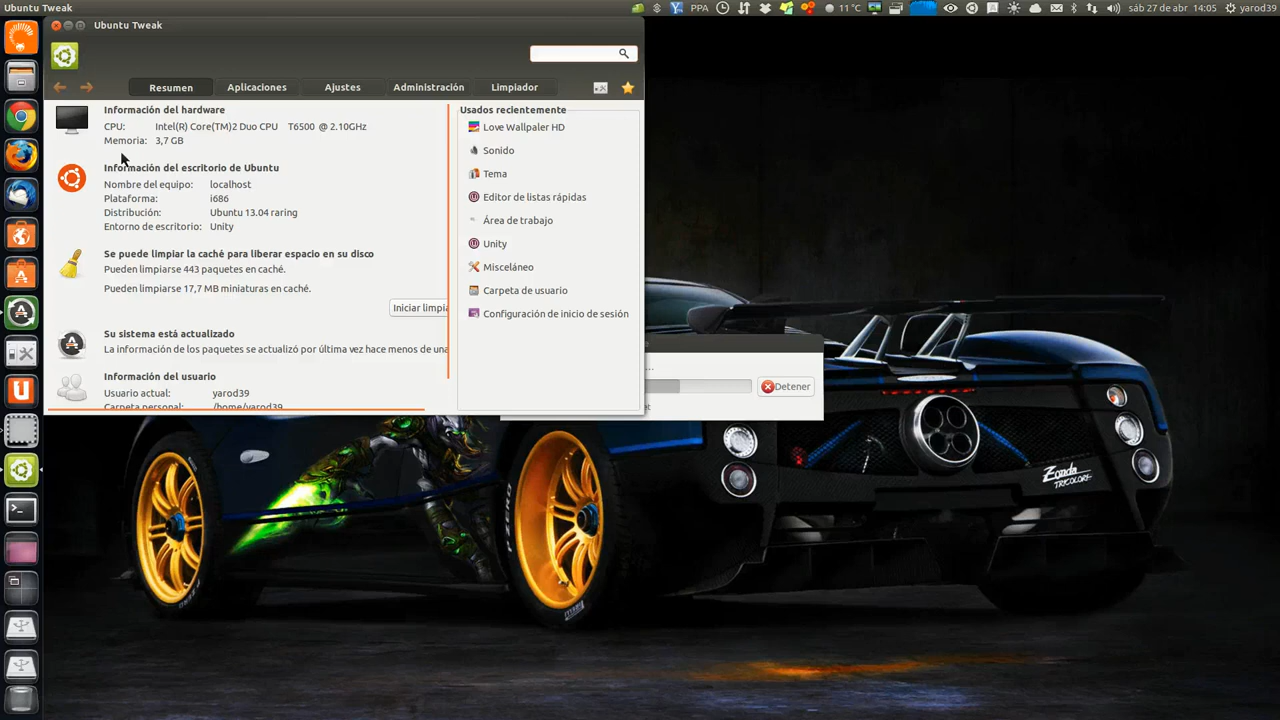 Ubuntu Tweak
PPA
11 °C
sáb 27 de abr
14:05
yarod39
Ubuntu Tweak
Resumen
Aplicaciones
Ajustes
Administración
Limpiador
Información del hardware
CPU: Intel(R) Core(TM)2 Duo CPU T6500 @ 2.10GHz
Memoria: 3,7 GB
Información del escritorio de Ubuntu
Nombre del equipo: localhost
Plataforma: i686
Distribución: Ubuntu 13.04 raring
Entorno de escritorio: Unity
Se puede limpiar la caché para liberar espacio en su disco
Pueden limpiarse 443 paquetes en caché.
Pueden limpiarse 17,7 MB miniaturas en caché.
Iniciar limpia
Su sistema está actualizado
La información de los paquetes se actualizó por última vez hace menos de una
Información del usuario
Usuario actual: yarod39
Carpeta personal: /home/yarod39
Usados recientemente
Love Wallpaler HD
Sonido
Tema
Editor de listas rápidas
Área de trabajo
Unity
Misceláneo
Carpeta de usuario
Configuración de inicio de sesión
Detener
Zonda
TRICOLORE
P ZERO